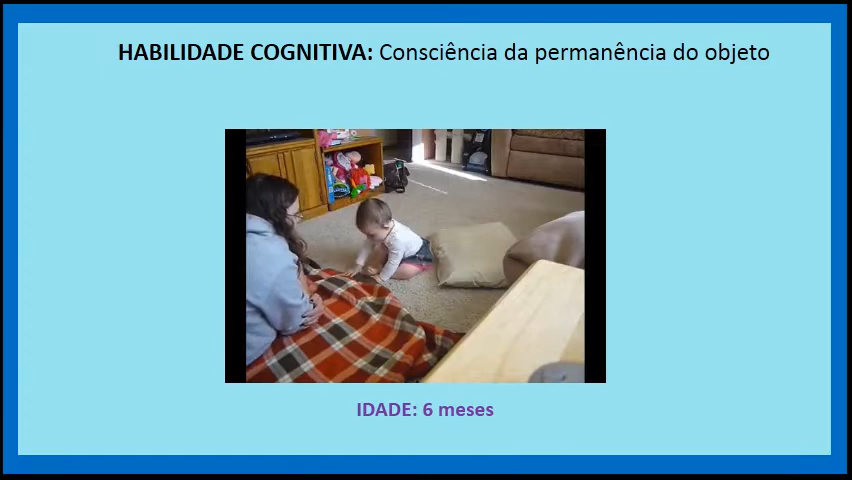 HABILIDADE COGNITIVA: Consciência da permanência do objeto
IDADE: 6 meses